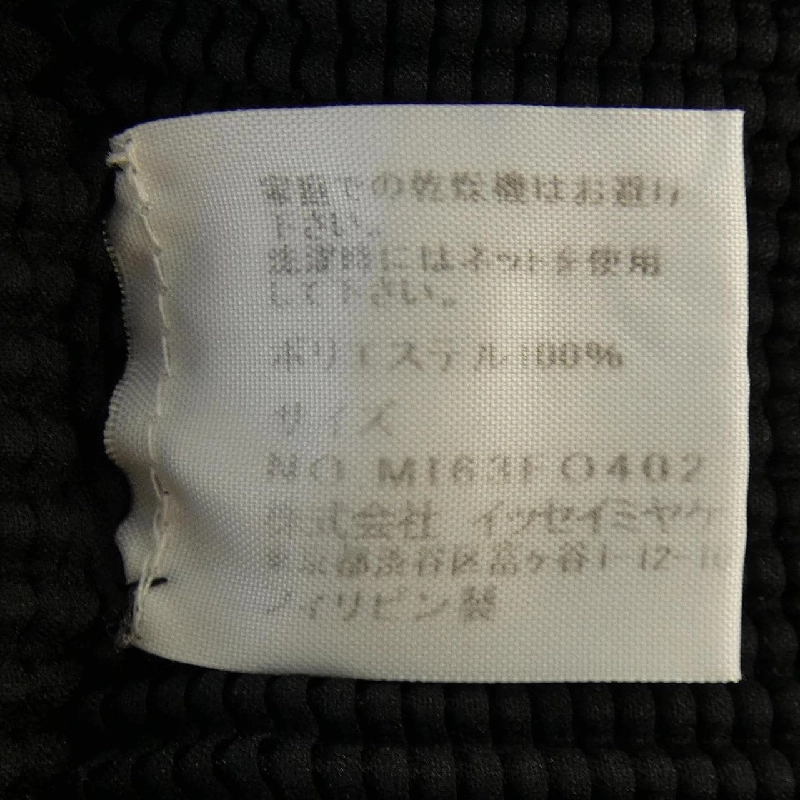 家庭での乾燥機はお避け
下さい。
洗濯時にはネットを使用
して下さい。
ポリエステル100%
サイズ
NO M163FO402
株式会社 イッセイミヤケ
東京都渋谷区富ヶ谷1-12-10
フィリピン製